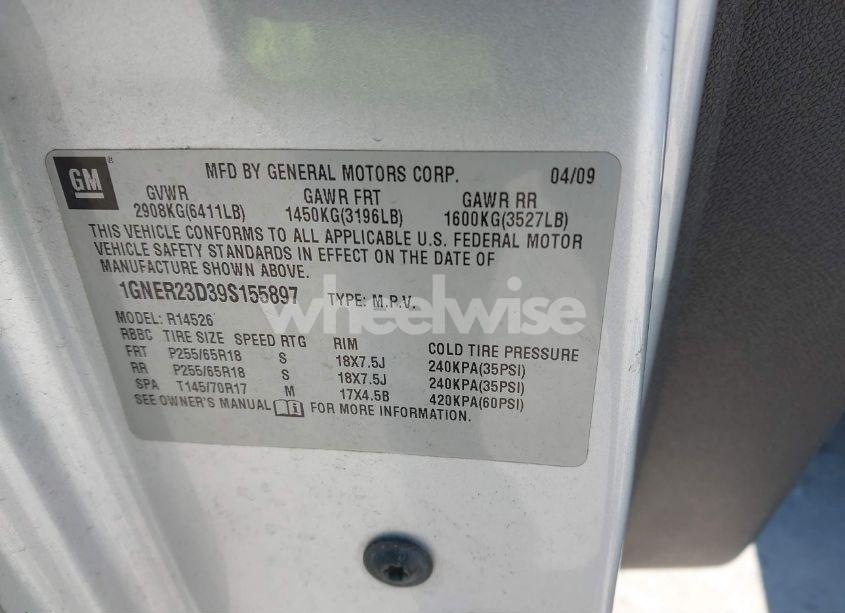 GM
MFD BY GENERAL MOTORS CORP. 04/09
GVWR GAWR FRT GAWR RR
2908KG(6411LB) 1450KG(3196LB) 1600KG(3527LB)
THIS VEHICLE CONFORMS TO ALL APPLICABLE U.S. FEDERAL MOTOR
VEHICLE SAFETY STANDARDS IN EFFECT ON THE DATE OF
MANUFACTURE SHOWN ABOVE.
1GNER23D39S155897 TYPE: M.P.V.
wheelwise
MODEL: R14526
RBBC TIRE SIZE SPEED RTG RIM COLD TIRE PRESSURE
FRT P255/65R18 S 18X7.5J 240KPA(35PSI)
RR P255/65R18 S 18X7.5J 240KPA(35PSI)
SPA T145/70R17 M 17X4.5B 420KPA(60PSI)
SEE OWNER'S MANUAL FOR MORE INFORMATION.